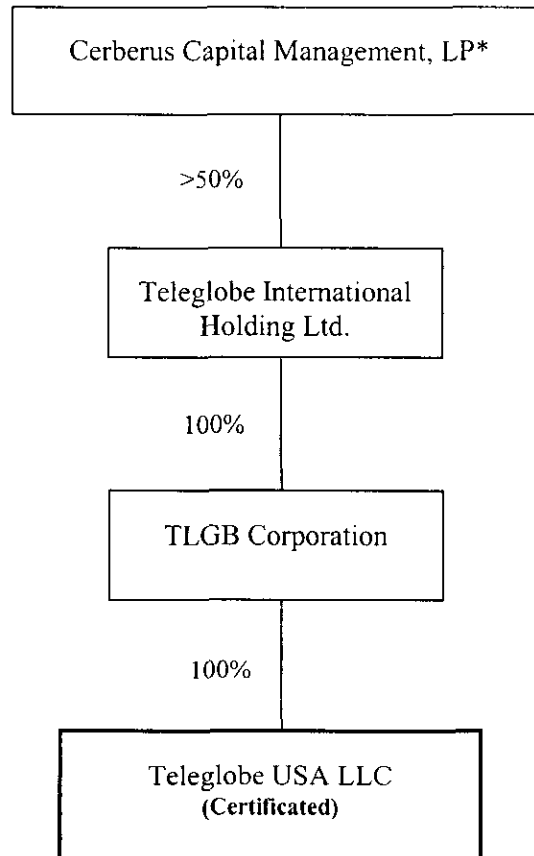 Cerberus Capital Management, LP*
>50%
Teleglobe International
Holding Ltd.
100%
TLGB Corporation
100%
Teleglobe USA LLC
(Certificated)